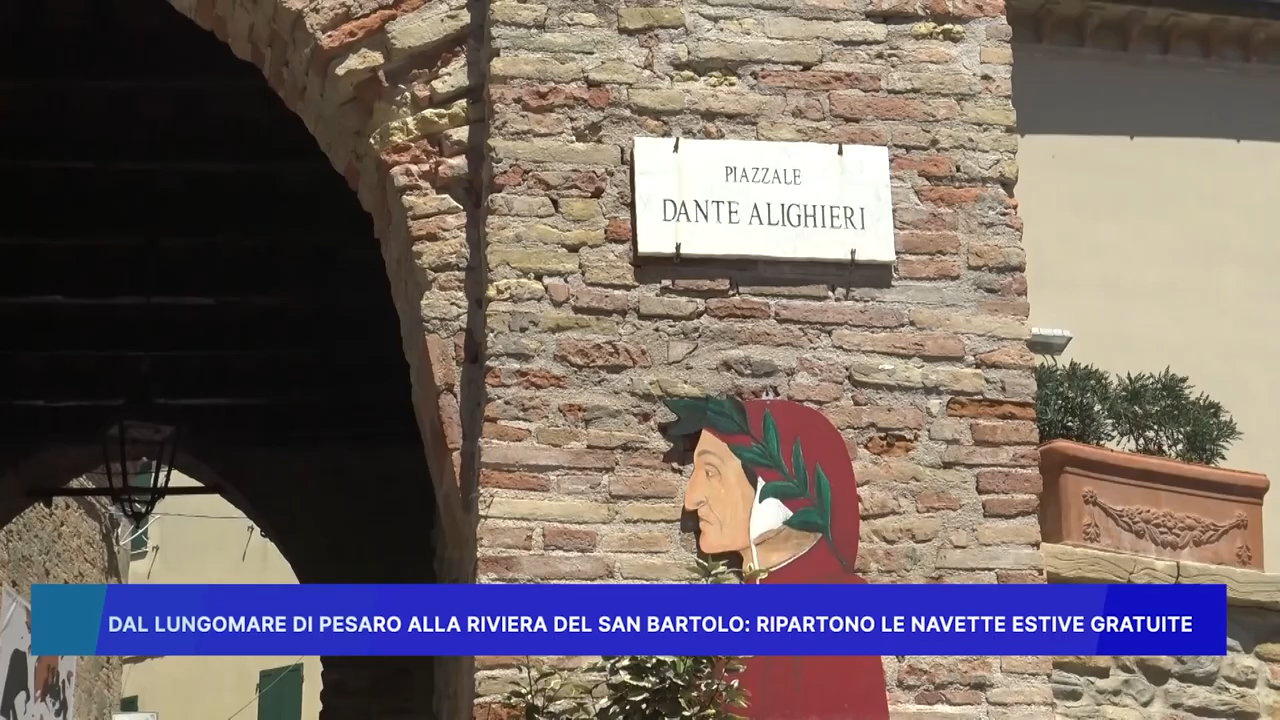 PIAZZALE
DANTE ALIGHIERI
DAL LUNGOMARE DI PESARO ALLA RIVIERA DEL SAN BARTOLO: RIPARTONO LE NAVETTE ESTIVE GRATUITE